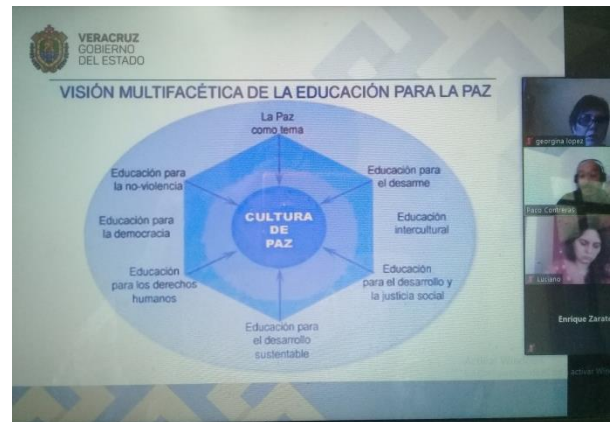 VERACRUZ
GOBIERNO
DEL ESTADO
VISIÓN MULTIFACÉTICA DE LA EDUCACIÓN PARA LA PAZ
La Paz
como tema
Educación para
la no-violencia
Educación para
el desarme
Educación para
la democracia
CULTURA
DE
PAZ
Educación
intercultural
Educación
para los derechos
humanos
Educación
para el desarrollo y
la justicia social
Educación para
el desarrollo
sustentable
georgina lopez
Paco Contreras
Luciano
Enrique Zarat
activar Wi